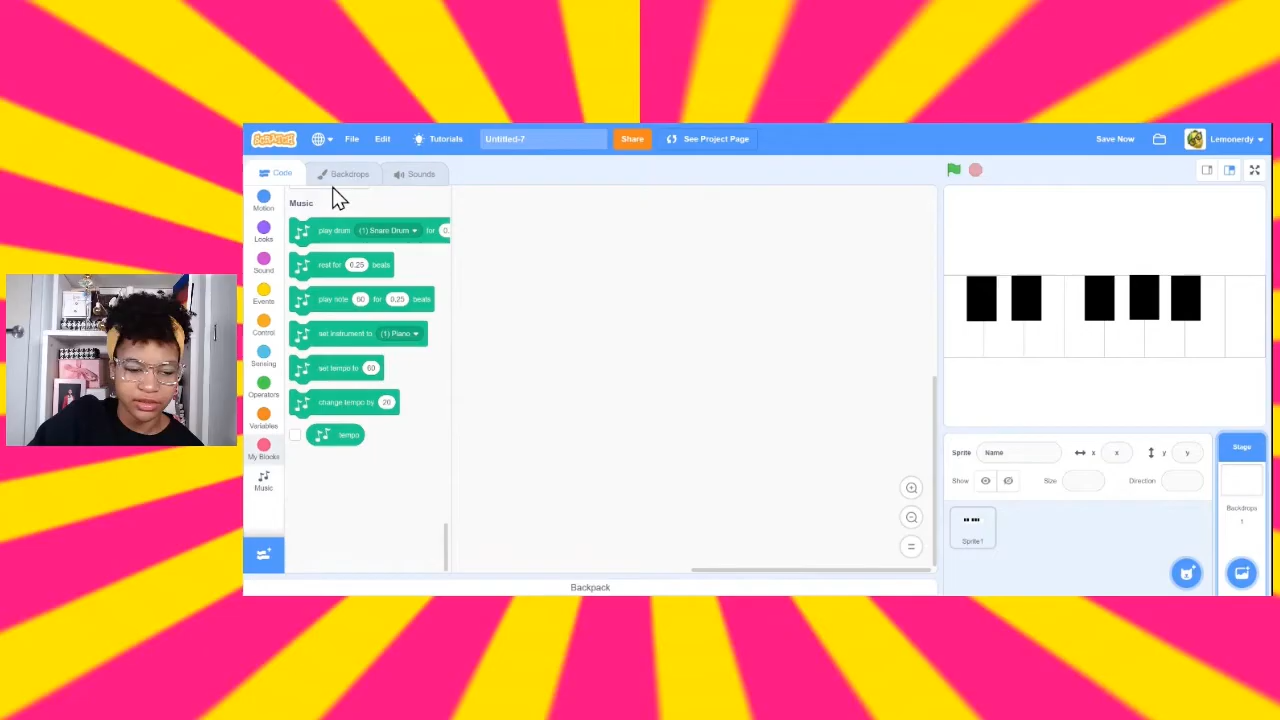 SCRATCH File Edit Tutorials Untitled-7 Share See Project Page Save Now Lemonerdy
Code Backdrops Sounds
Motion
Looks
Sound
Events
Control
Sensing
Operators
Variables
My Blocks
Music
Music
play drum (1) Snare Drum for 0.
rest for 0.25 beats
play note 60 for 0.25 beats
set instrument to (1) Piano
set tempo to 60
change tempo by 20
tempo
Backpack
Sprite Name x x y y
Show Size Direction
Sprite1
Stage
Backdrops
1